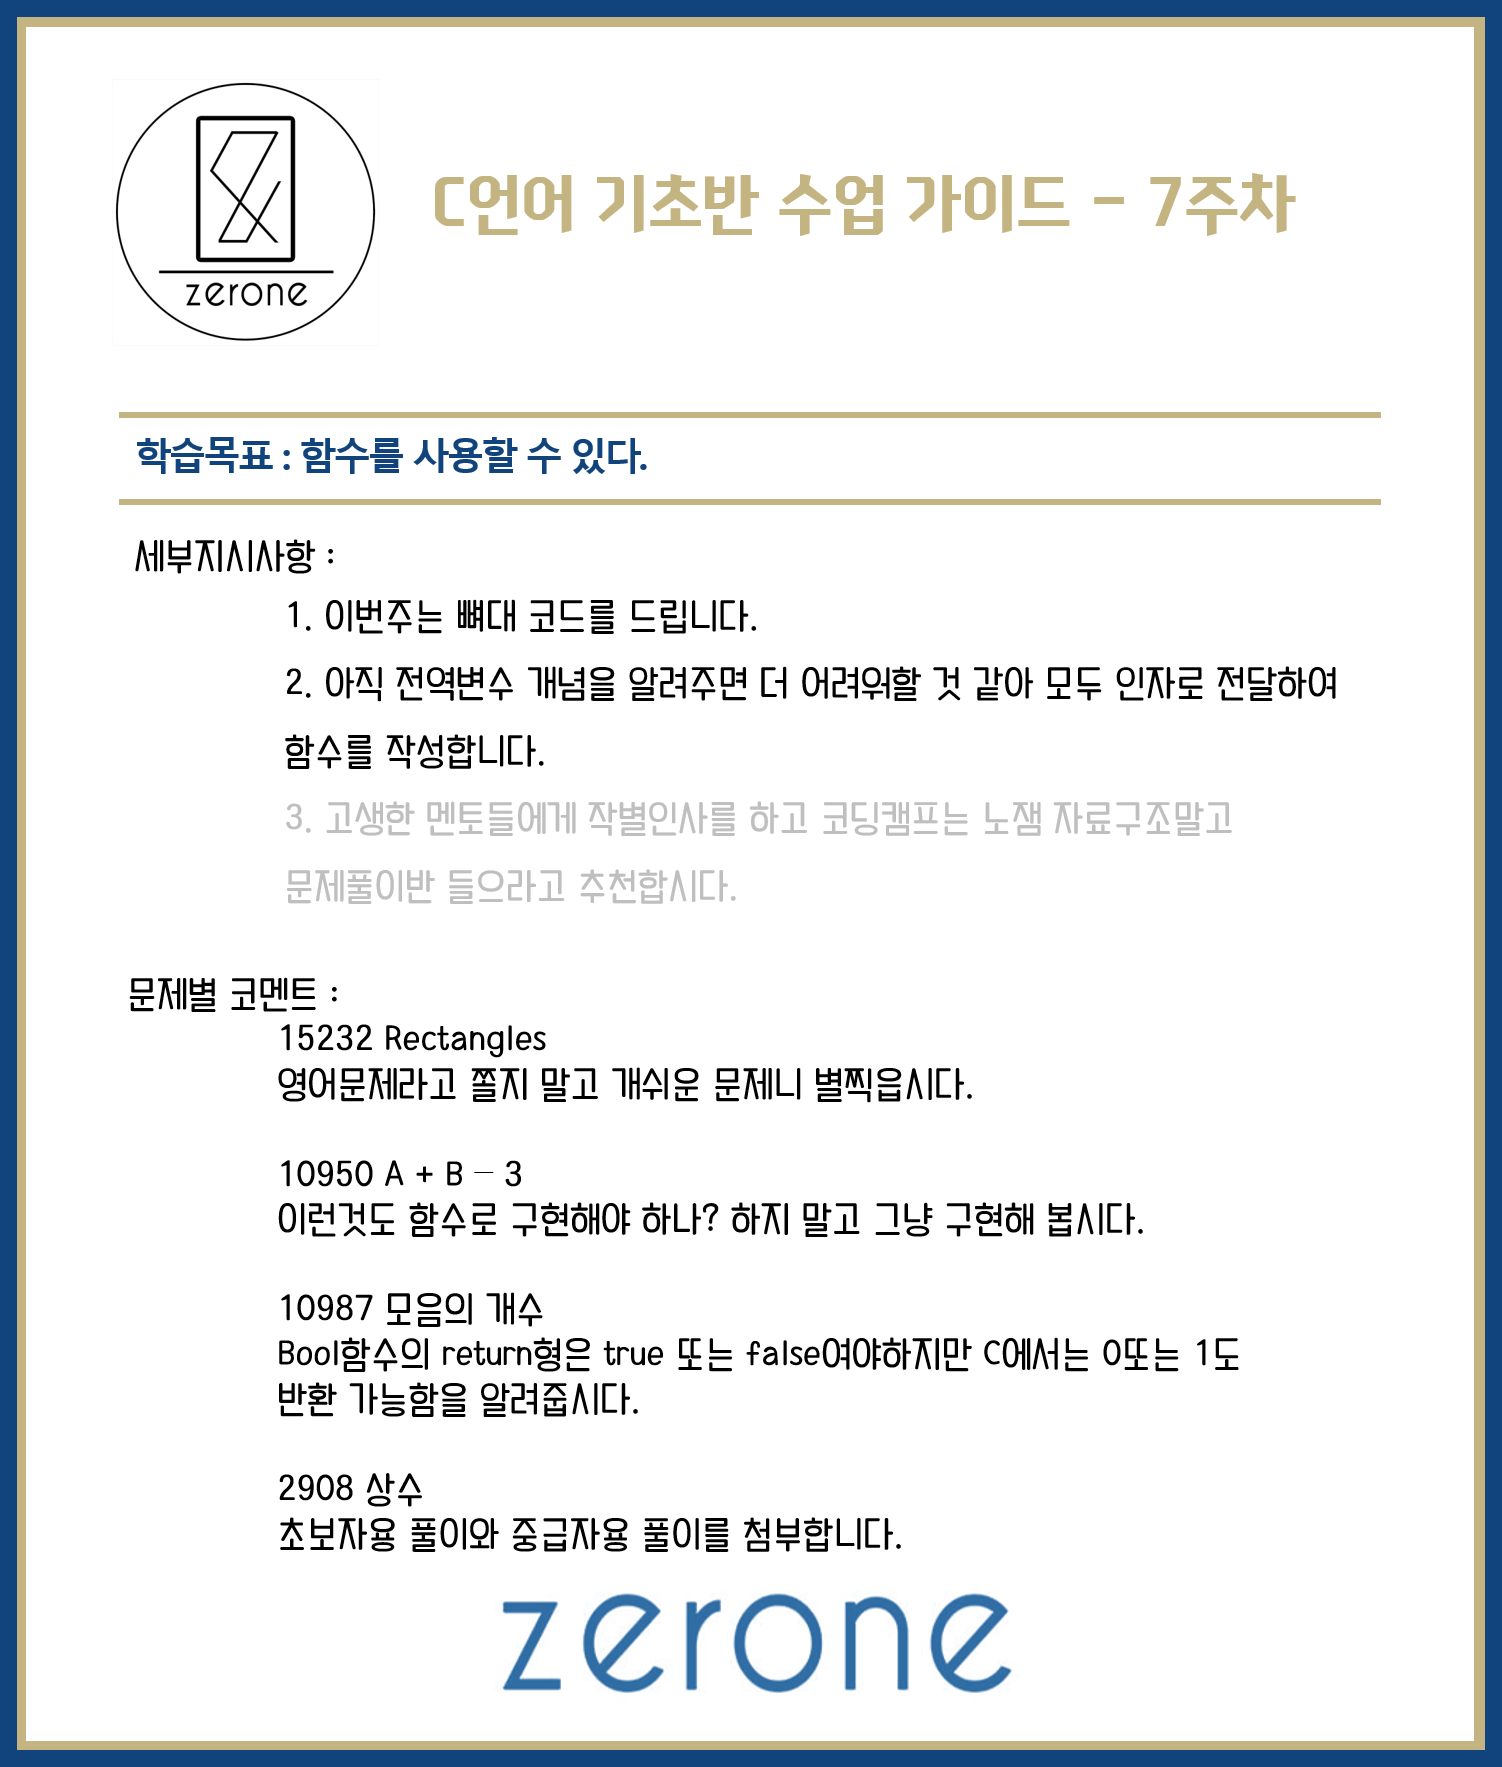 zerone
C언어 기초반 수업 가이드 - 7주차
학습목표 : 함수를 사용할 수 있다.
세부지시사항 :
1. 이번주는 뼈대 코드를 드립니다.
2. 아직 전역변수 개념을 알려주면 더 어려워할 것 같아 모두 인자로 전달하여
함수를 작성합니다.
3. 고생한 멘토들에게 작별인사를 하고 코딩캠프는 노잼 자료구조말고
문제풀이반 들으라고 추천합시다.
문제별 코멘트 :
15232 Rectangles
영어문제라고 쫄지 말고 개쉬운 문제니 별찍읍시다.
10950 A + B – 3
이런것도 함수로 구현해야 하나? 하지 말고 그냥 구현해 봅시다.
10987 모음의 개수
Bool함수의 return형은 true 또는 false여야하지만 C에서는 0또는 1도
반환 가능함을 알려줍시다.
2908 상수
초보자용 풀이와 중급자용 풀이를 첨부합니다.
zerone